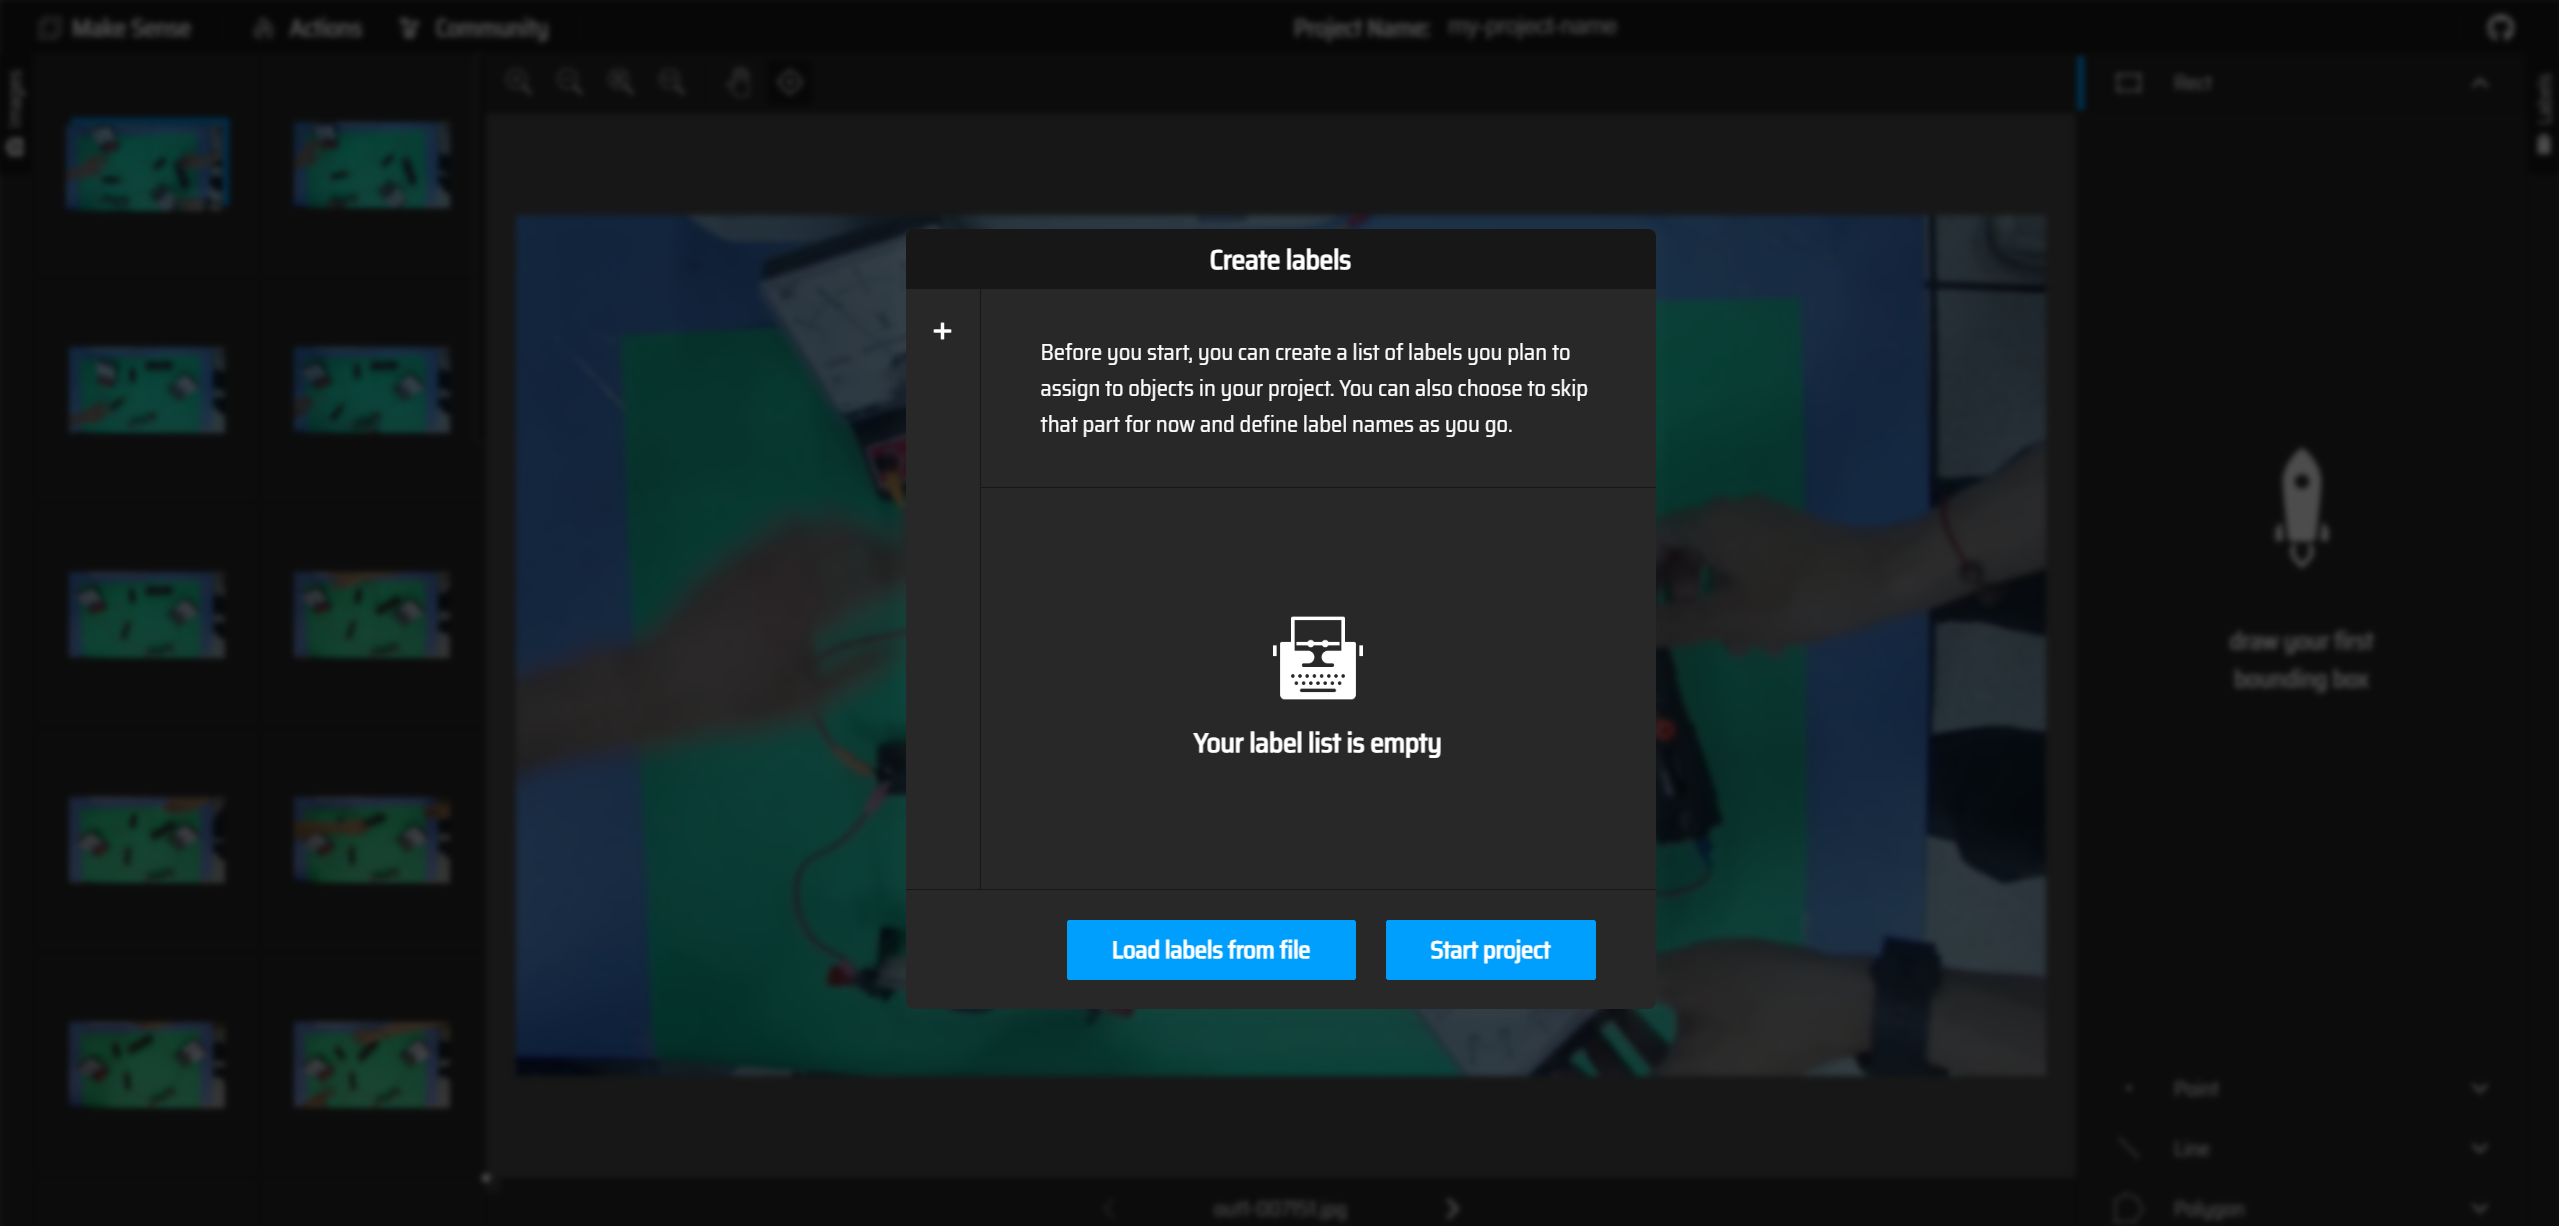 Make Sense
Actions
Community
Project Name: my-project-name
Images
Rect
Labels
Create labels
+
Before you start, you can create a list of labels you plan to
assign to objects in your project. You can also choose to skip
that part for now and define label names as you go.
Your label list is empty
Load labels from file
Start project
draw your first
bounding box
Point
Line
Polygon